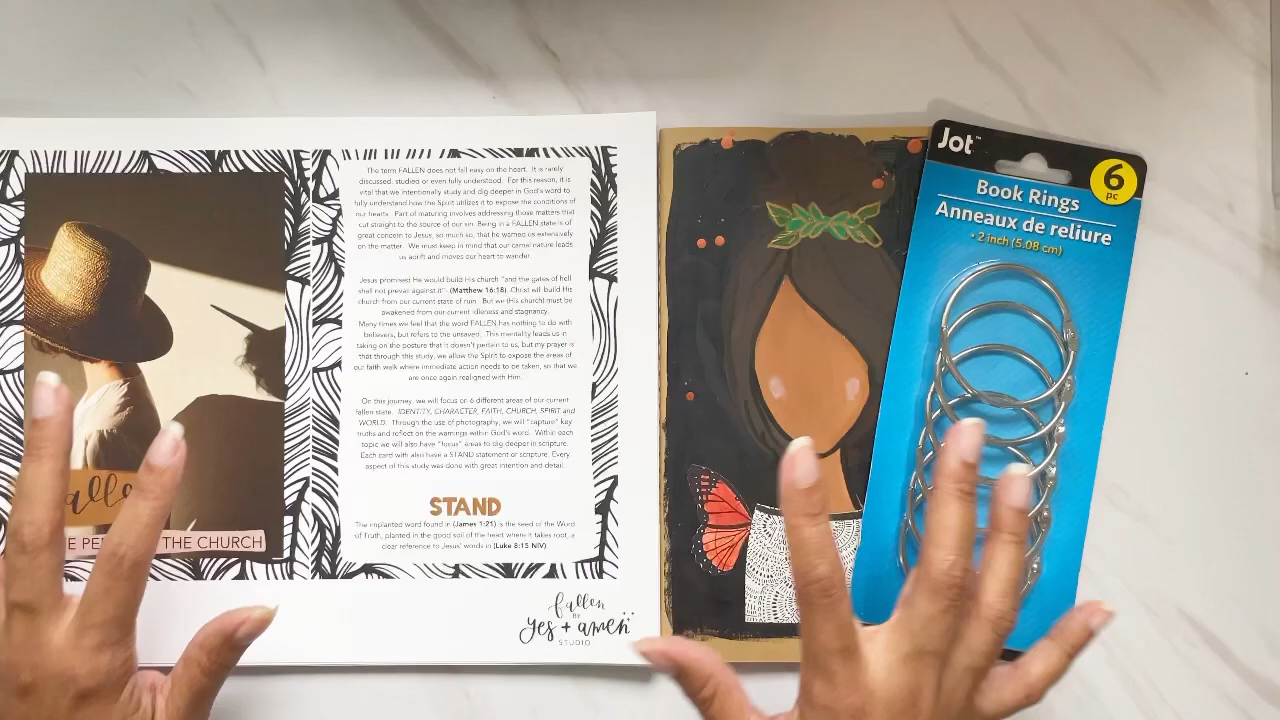 The term FALLEN does not fall easy on the heart. It is rarely
discussed, studied or even fully understood. For this reason, it is
vital that we intentionally study and dig deeper in God's word to
fully understand how the Spirit utilizes it to expose the conditions of
our hearts. Part of maturing involves addressing those matters that
cut straight to the source of our sin. Being in a FALLEN state is of
great concern to Jesus, so much so, that he warned us extensively
on the matter. We must keep in mind that our carnal nature leads
us adrift and moves our heart to wander.
Jesus promised He would build His church "and the gates of hell
shall not prevail against it"- (Matthew 16:18). Christ will build His
church from our current state of ruin. But we (His church) must be
awakened from our current idleness and stagnancy.
Many times we feel that the word FALLEN has nothing to do with
believers, but refers to the unsaved. This mentality leads us in
taking on the posture that it doesn't pertain to us, but my prayer is
that through this study, we allow the Spirit to expose the areas of
our faith walk where immediate action needs to be taken, so that we
are once again realigned with Him.
On this journey, we will focus on 6 different areas of our current
fallen state. IDENTITY, CHARACTER, FAITH, CHURCH, SPIRIT and
WORLD. Through the use of photography, we will "capture" key
truths and reflect on the warnings within God's word. Within each
topic we will also have "focus" areas to dig deeper in scripture.
Each card with also have a STAND statement or scripture. Every
aspect of this study was done with great intention and detail.
STAND
The implanted word found in (James 1:21) is the seed of the Word
of Truth, planted in the good soil of the heart where it takes root, a
clear reference to Jesus' words in (Luke 8:15 NIV)
THE CHURCH
fallen
BY
yes + amen
STUDIO
Jot™
6
pc
Book Rings
Anneaux de reliure
• 2 inch (5.08 cm)